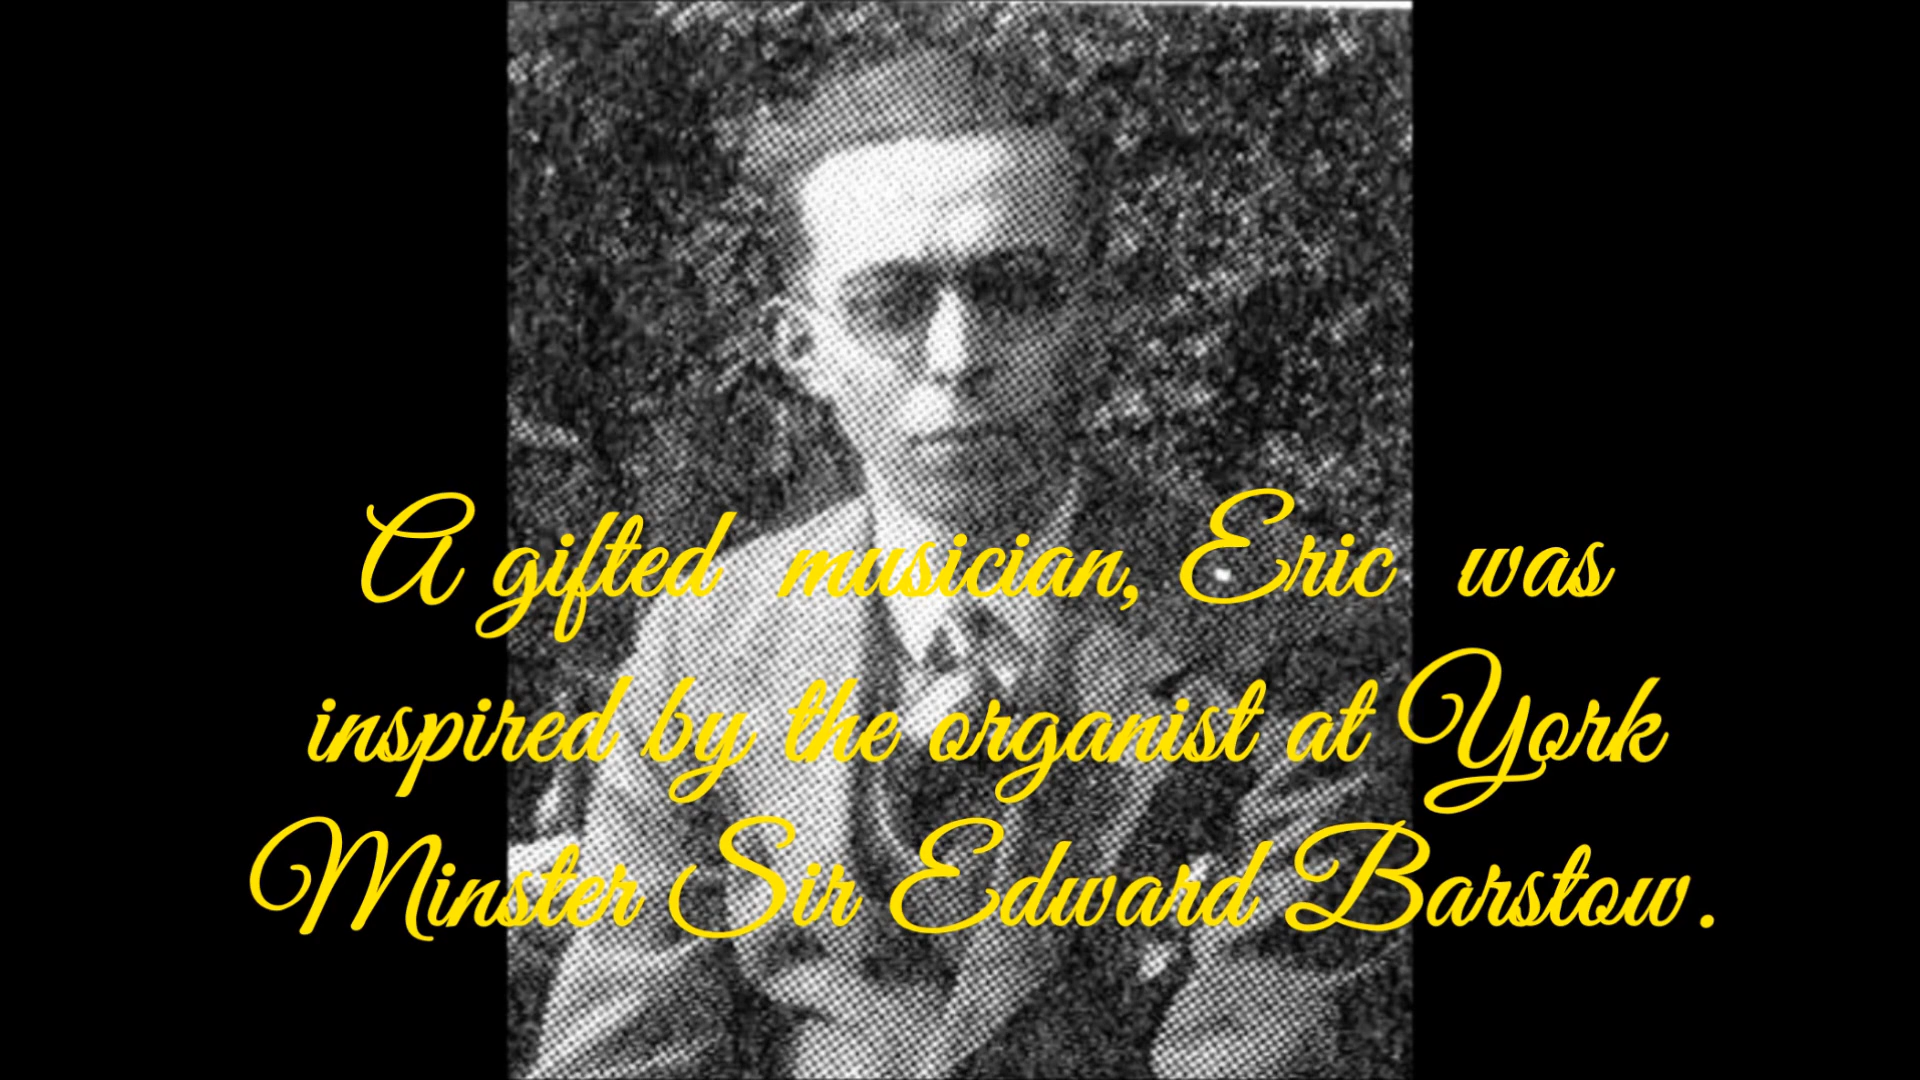 A gifted musician, Eric was
inspired by the organist at York
Minster Sir Edward Barstow.